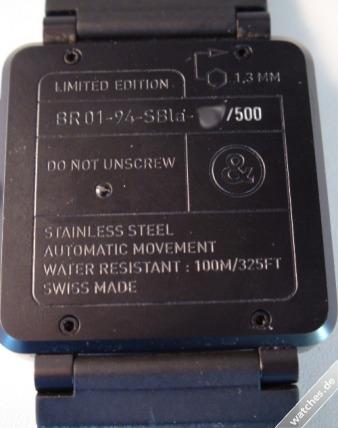 LIMITED EDITION
1,3 MM
BR 01-94-SBla- /500
DO NOT UNSCREW
&
STAINLESS STEEL
AUTOMATIC MOVEMENT
WATER RESISTANT : 100M/325FT
SWISS MADE
watches.de